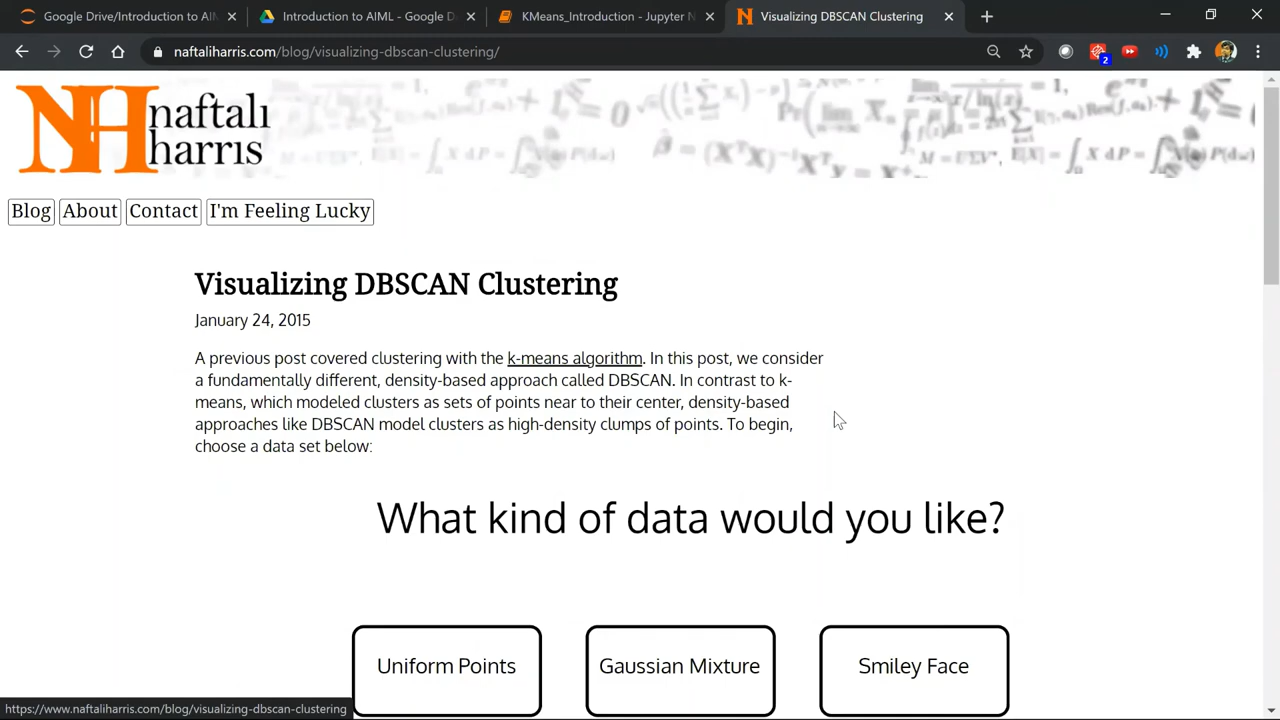 Google Drive/Introduction to AIM
Introduction to AIML - Google D
KMeans_Introduction - Jupyter N
Visualizing DBSCAN Clustering
naftaliharris.com/blog/visualizing-dbscan-clustering/
2
NH naftali
harris
Blog About Contact I'm Feeling Lucky
Visualizing DBSCAN Clustering
January 24, 2015
A previous post covered clustering with the k-means algorithm. In this post, we consider
a fundamentally different, density-based approach called DBSCAN. In contrast to k-
means, which modeled clusters as sets of points near to their center, density-based
approaches like DBSCAN model clusters as high-density clumps of points. To begin,
choose a data set below:
What kind of data would you like?
Uniform Points
Gaussian Mixture
Smiley Face
https://www.naftaliharris.com/blog/visualizing-dbscan-clustering